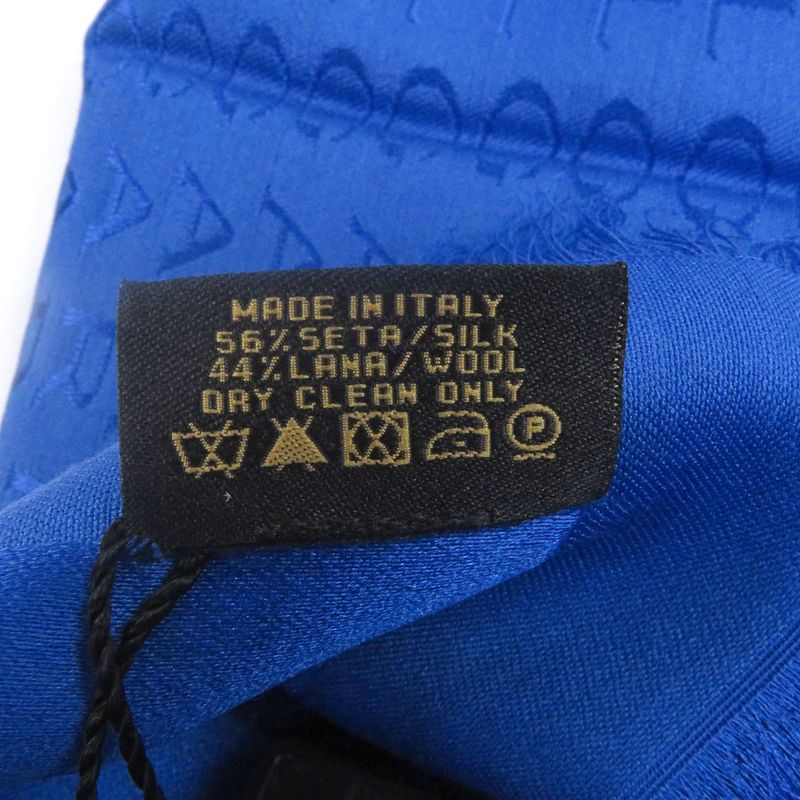 MADE IN ITALY
56% SETA/SILK
44% LANA/WOOL
DRY CLEAN ONLY
P